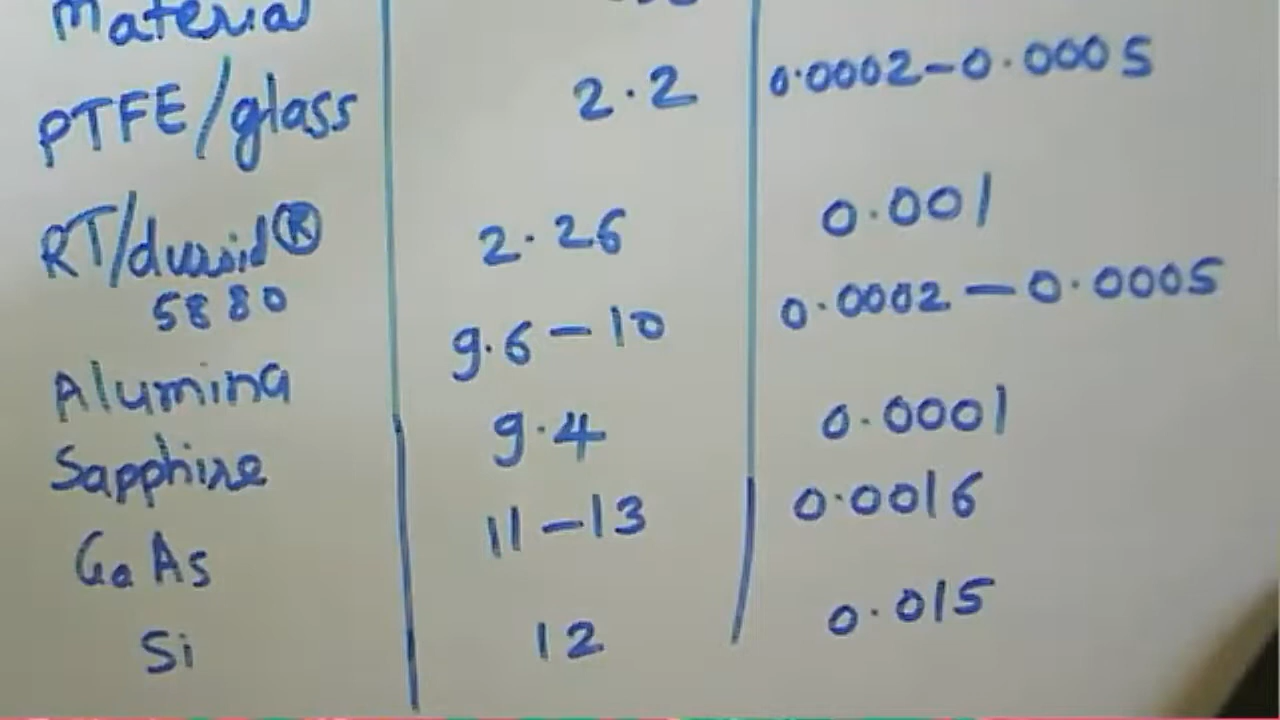 Material
PTFE/glass 2.2 0.0002-0.0005
RT/duroid® 2.26 0.001
5880
Alumina 9.6-10 0.0002-0.0005
Sapphire 9.4 0.0001
GaAs 11-13 0.0016
Si 12 0.015